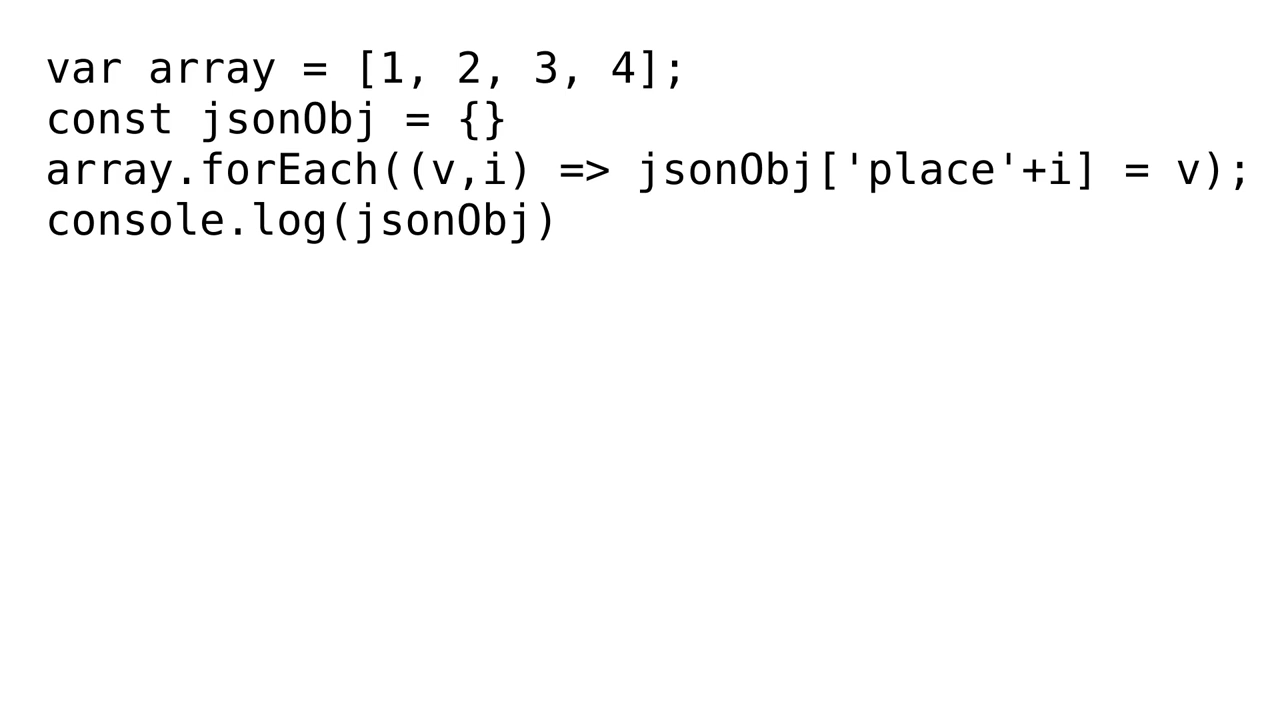 var array = [1, 2, 3, 4];
const jsonObj = {}
array.forEach((v,i) => jsonObj['place'+i] = v);
console.log(jsonObj)